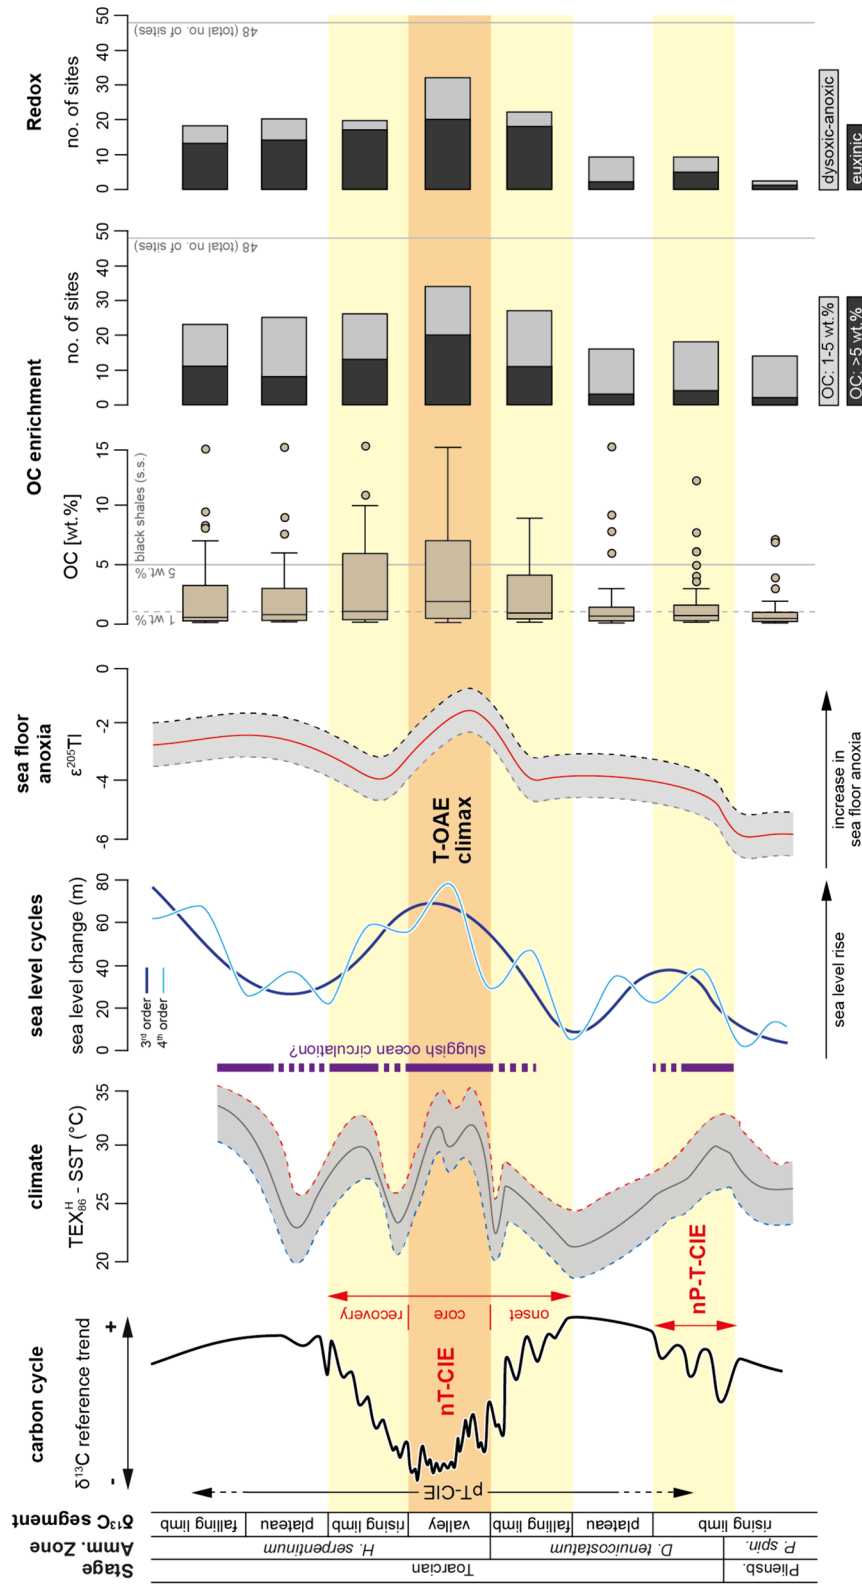 Redox
no. of sites
0
10
20
30
40
50
48 (total no. of sites)
dysoxic-anoxic
euxinic
OC enrichment
no. of sites
0
10
20
30
40
50
48 (total no. of sites)
OC: 1-5 wt.%
OC: >5 wt.%
OC [wt.%]
0
5
10
15
1 wt.%
5 wt.%
black shales (s.s.)
sea floor
anoxia
ε²⁰⁵Tl
-6
-4
-2
0
T-OAE
climax
increase in
sea floor anoxia
sea level cycles
sea level change (m)
0
20
40
60
80
3ʳᵈ order
4ᵗʰ order
sea level rise
sluggish ocean circulation?
climate
TEXᴴ₈₆ - SST (°C)
20
25
30
35
carbon cycle
δ¹³C reference trend
-
+
recovery
core
onset
nT-CIE
nP-T-CIE
pT-CIE
δ¹³C
segment
falling limb
plateau
rising limb
valley
falling limb
plateau
rising limb
Amm. Zone
H. serpentinum
D. tenuicostatum
P. spin.
Stage
Toarcian
Pliensb.